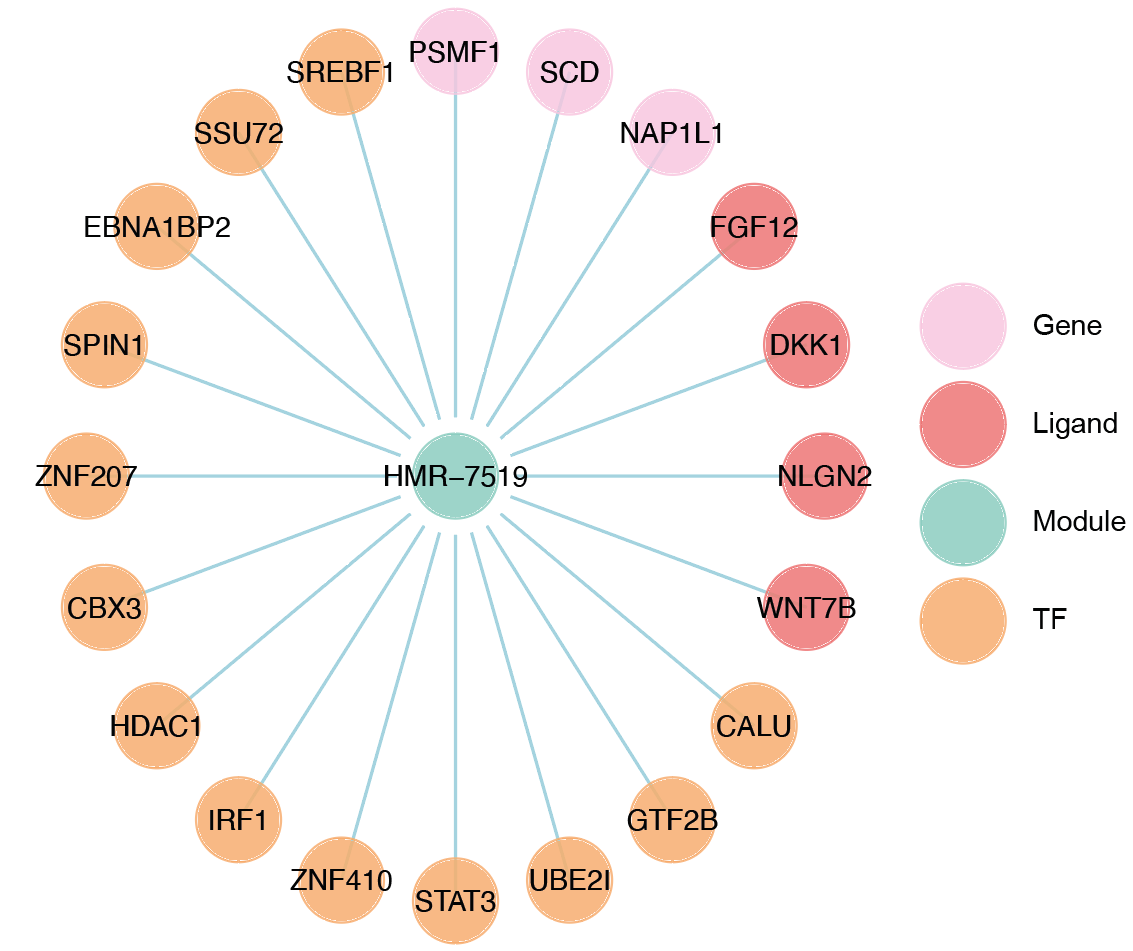 PSMF1
SREBF1
SCD
SSU72
NAP1L1
EBNA1BP2
FGF12
Gene
SPIN1
DKK1
Ligand
ZNF207
HMR−7519
NLGN2
Module
CBX3
WNT7B
TF
HDAC1
CALU
IRF1
GTF2B
ZNF410
UBE2I
STAT3